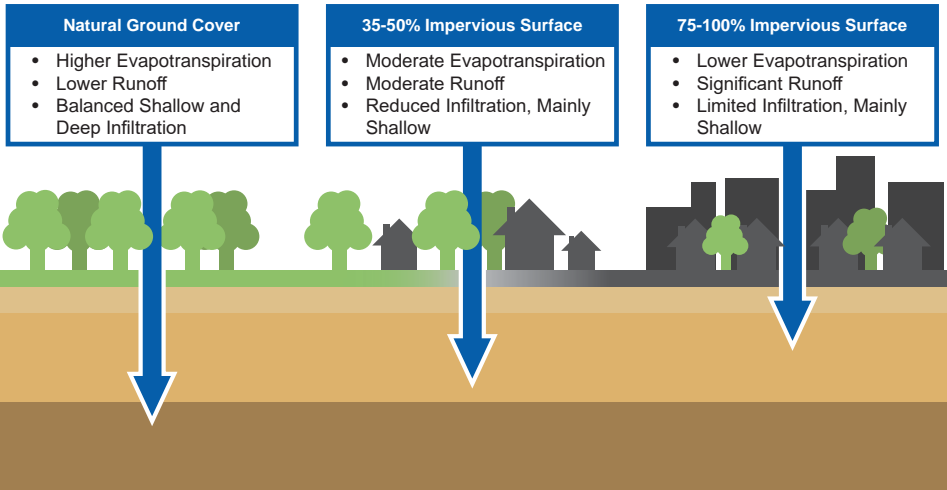 Natural Ground Cover
• Higher Evapotranspiration
• Lower Runoff
• Balanced Shallow and
Deep Infiltration
35-50% Impervious Surface
• Moderate Evapotranspiration
• Moderate Runoff
• Reduced Infiltration, Mainly
Shallow
75-100% Impervious Surface
• Lower Evapotranspiration
• Significant Runoff
• Limited Infiltration, Mainly
Shallow